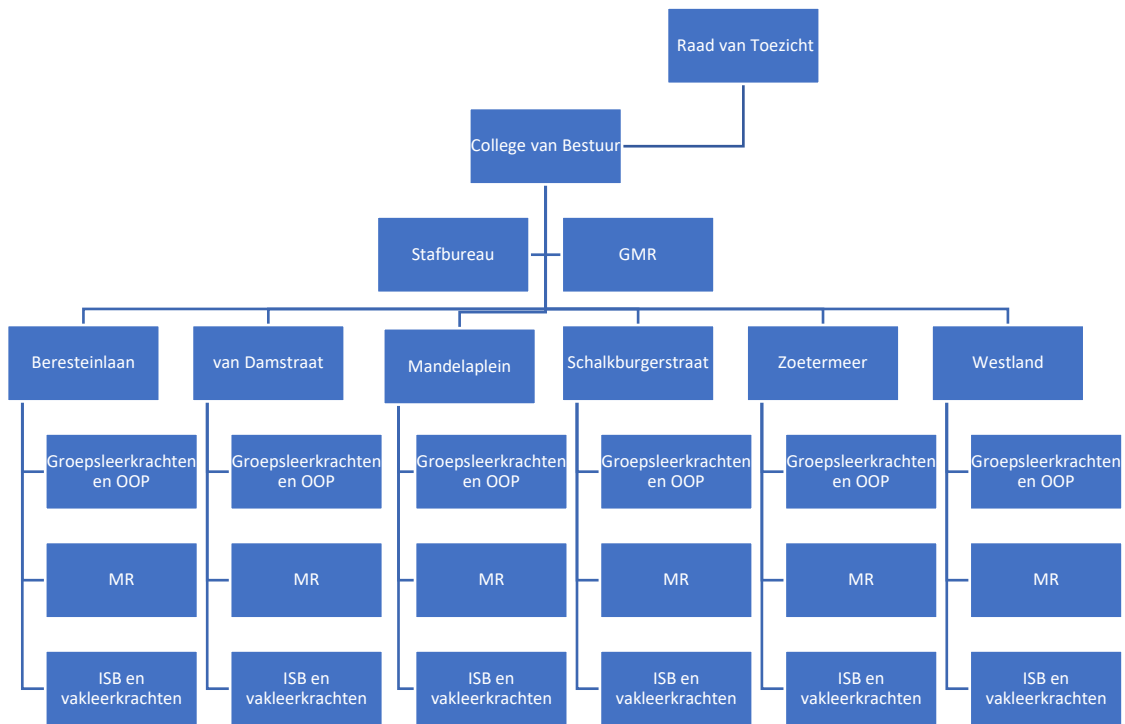 Raad van Toezicht
College van Bestuur
Stafbureau
GMR
Beresteinlaan
van Damstraat
Mandelaplein
Schalkburgerstraat
Zoetermeer
Westland
Groepsleerkrachten
en OOP
Groepsleerkrachten
en OOP
Groepsleerkrachten
en OOP
Groepsleerkrachten
en OOP
Groepsleerkrachten
en OOP
Groepsleerkrachten
en OOP
MR
MR
MR
MR
MR
MR
ISB en
vakleerkrachten
ISB en
vakleerkrachten
ISB en
vakleerkrachten
ISB en
vakleerkrachten
ISB en
vakleerkrachten
ISB en
vakleerkrachten